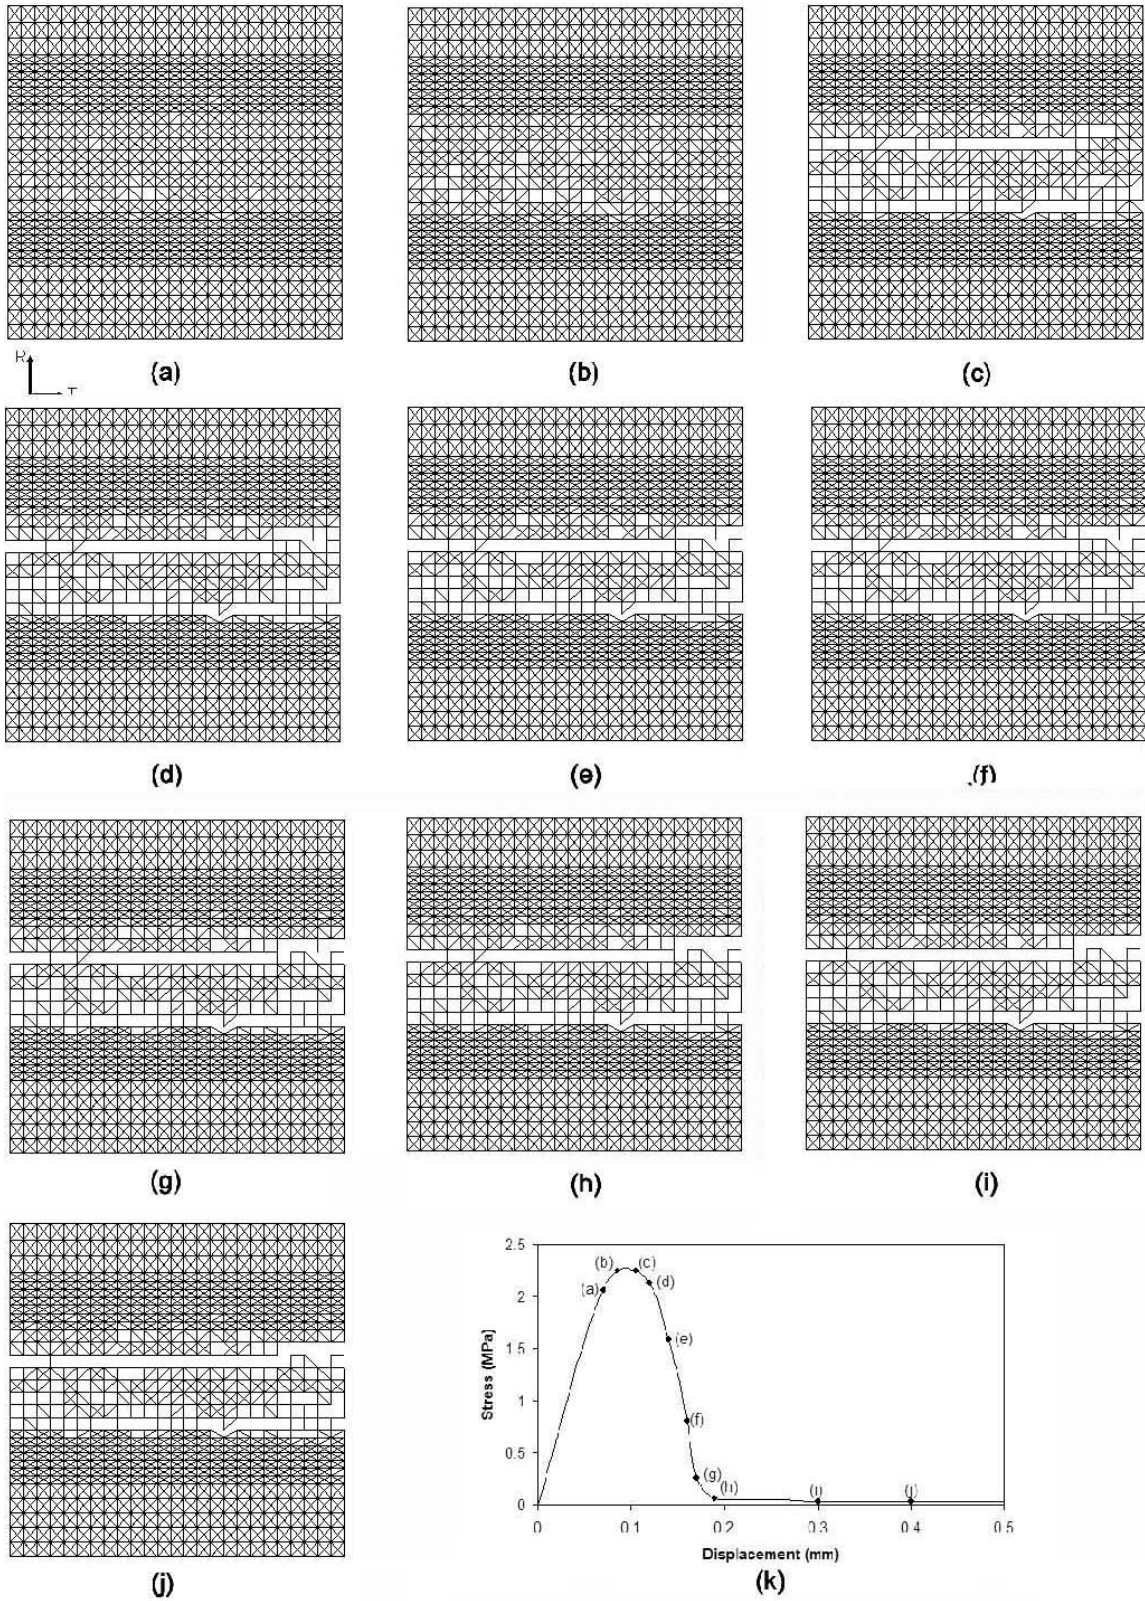 (a)
(b)
(c)
R
T
(d)
(e)
(f)
(g)
(h)
(i)
(j)
2.5
2
1.5
1
0.5
0
Stress (MPa)
(a)
(b)
(c)
(d)
(e)
(f)
(g)
(h)
(i)
(j)
0
0.1
0.2
0.3
0.4
0.5
Displacement (mm)
(k)